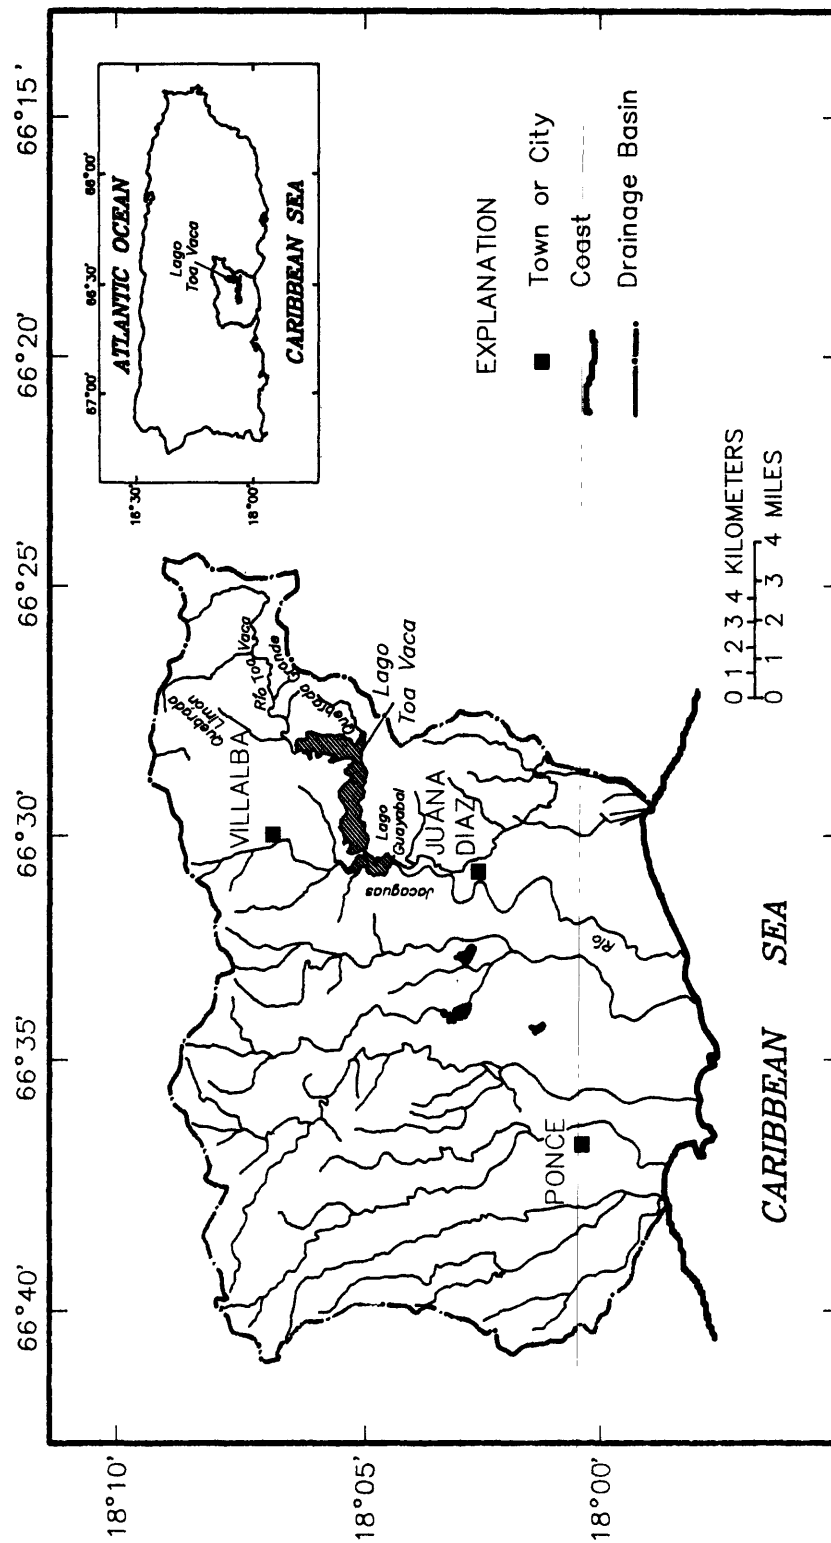 66°40'
66°35'
66°30'
66°25'
66°20'
66°15'
18°10'
18°05'
18°00'
67°00'
66°30'
66°00'
18°30'
18°00'
ATLANTIC OCEAN
Lago
Toa Vaca
CARIBBEAN SEA
Quebrada
Limon
VILLALBA
Río Toa Vaca
Quebrada Grande
Lago
Toa Vaca
Lago
Guayabal
JUANA
DIAZ
Jacaguas
Río
PONCE
CARIBBEAN SEA
EXPLANATION
Town or City
Coast
Drainage Basin
0 1 2 3 4 KILOMETERS
0 1 2 3 4 MILES